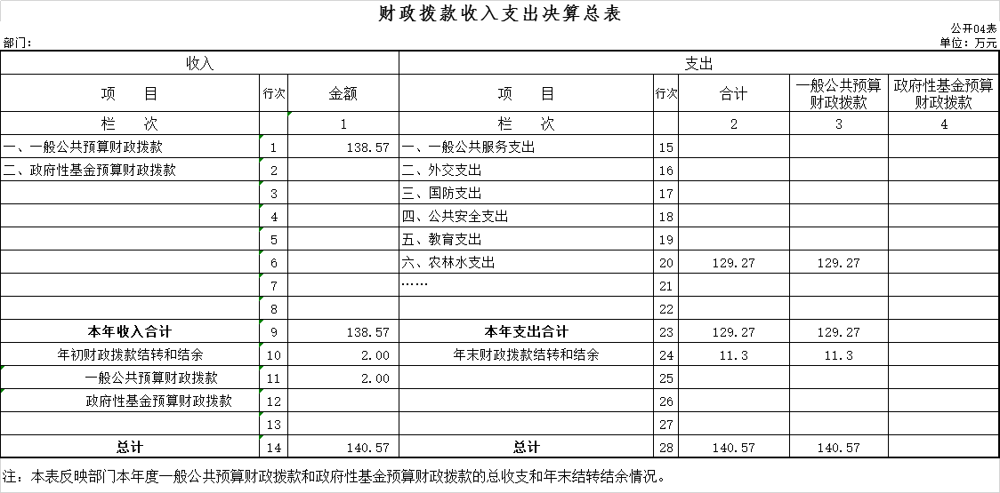 财政拨款收入支出决算总表
公开04表
部门： 单位：万元
收入 支出
项 目 行次 金额 项 目 行次 合计 一般公共预算财政拨款 政府性基金预算财政拨款
栏 次 1 栏 次 2 3 4
一、一般公共预算财政拨款 1 138.57 一、一般公共服务支出 15
二、政府性基金预算财政拨款 2 二、外交支出 16
3 三、国防支出 17
4 四、公共安全支出 18
5 五、教育支出 19
6 六、农林水支出 20 129.27 129.27
7 …… 21
8 22
本年收入合计 9 138.57 本年支出合计 23 129.27 129.27
年初财政拨款结转和结余 10 2.00 年末财政拨款结转和结余 24 11.3 11.3
一般公共预算财政拨款 11 2.00 25
政府性基金预算财政拨款 12 26
13 27
总计 14 140.57 总计 28 140.57 140.57
注：本表反映部门本年度一般公共预算财政拨款和政府性基金预算财政拨款的总收支和年末结转结余情况。